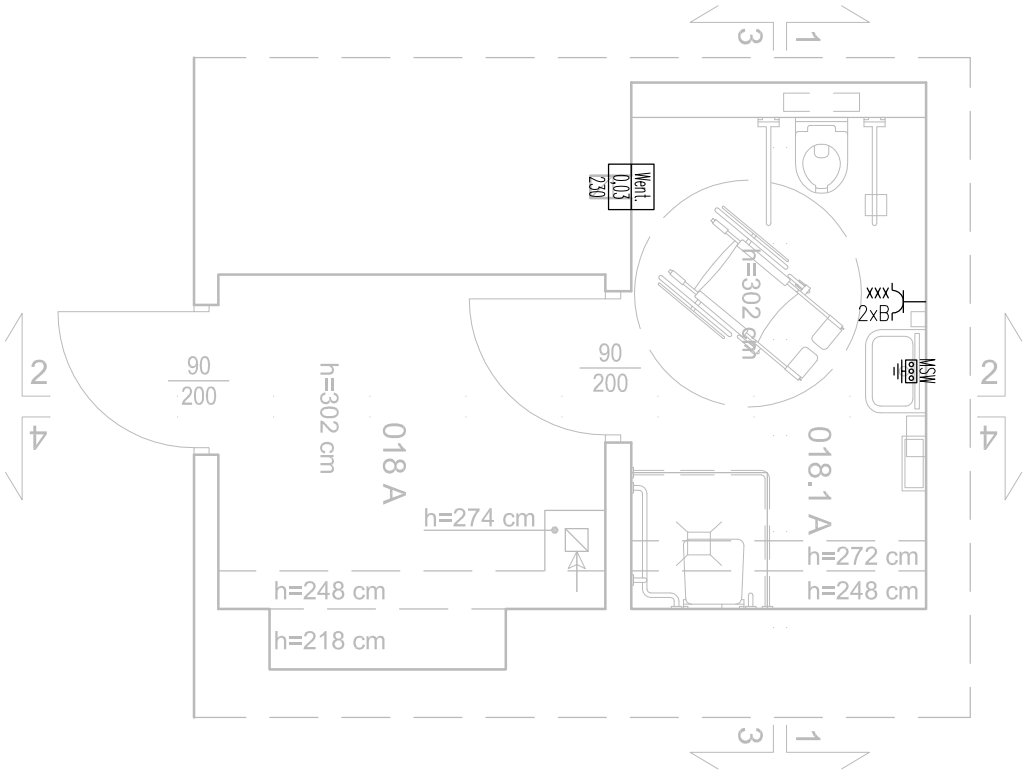 3
1
Went.
0,03
230
h=302 cm
xxx
2xB
MSW
2
4
90
200
90
200
2
4
h=302 cm
018 A
018.1 A
h=274 cm
h=272 cm
h=248 cm
h=248 cm
h=218 cm
3
1